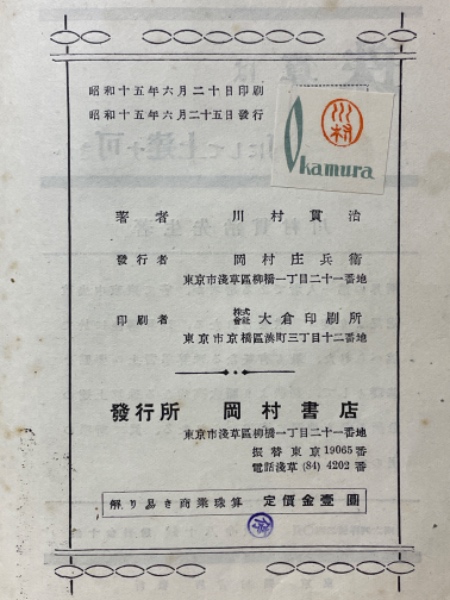 昭和十五年六月二十日印刷
昭和十五年六月二十五日發行
川村
Okamura
著者 川村貫治
發行者 岡村庄兵衛
東京市淺草區柳橋一丁目二十一番地
印刷者 株式會社 大倉印刷所
東京市京橋區湊町三丁目十二番地
發行所 岡村書店
東京市淺草區柳橋一丁目二十一番地
振替東京19065番
電話淺草(84)4202番
解り易き商業珠算 定價金壹圓
停